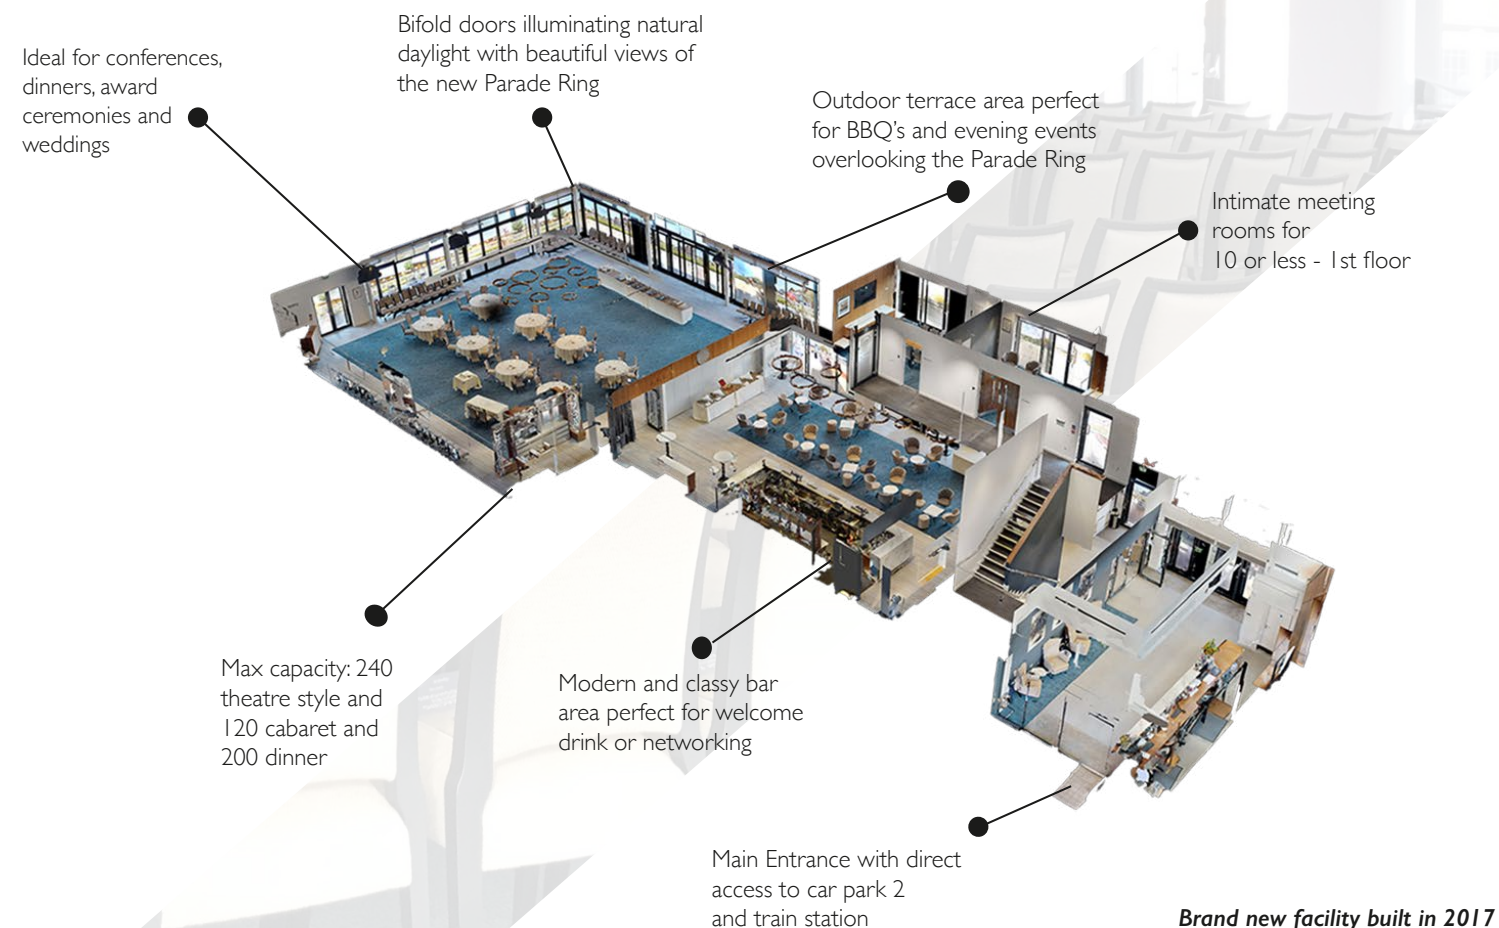 Ideal for conferences,
dinners, award
ceremonies and
weddings
Bifold doors illuminating natural
daylight with beautiful views of
the new Parade Ring
Outdoor terrace area perfect
for BBQ's and evening events
overlooking the Parade Ring
Intimate meeting
rooms for
10 or less - 1st floor
Max capacity: 240
theatre style and
120 cabaret and
200 dinner
Modern and classy bar
area perfect for welcome
drink or networking
Main Entrance with direct
access to car park 2
and train station
Brand new facility built in 2017